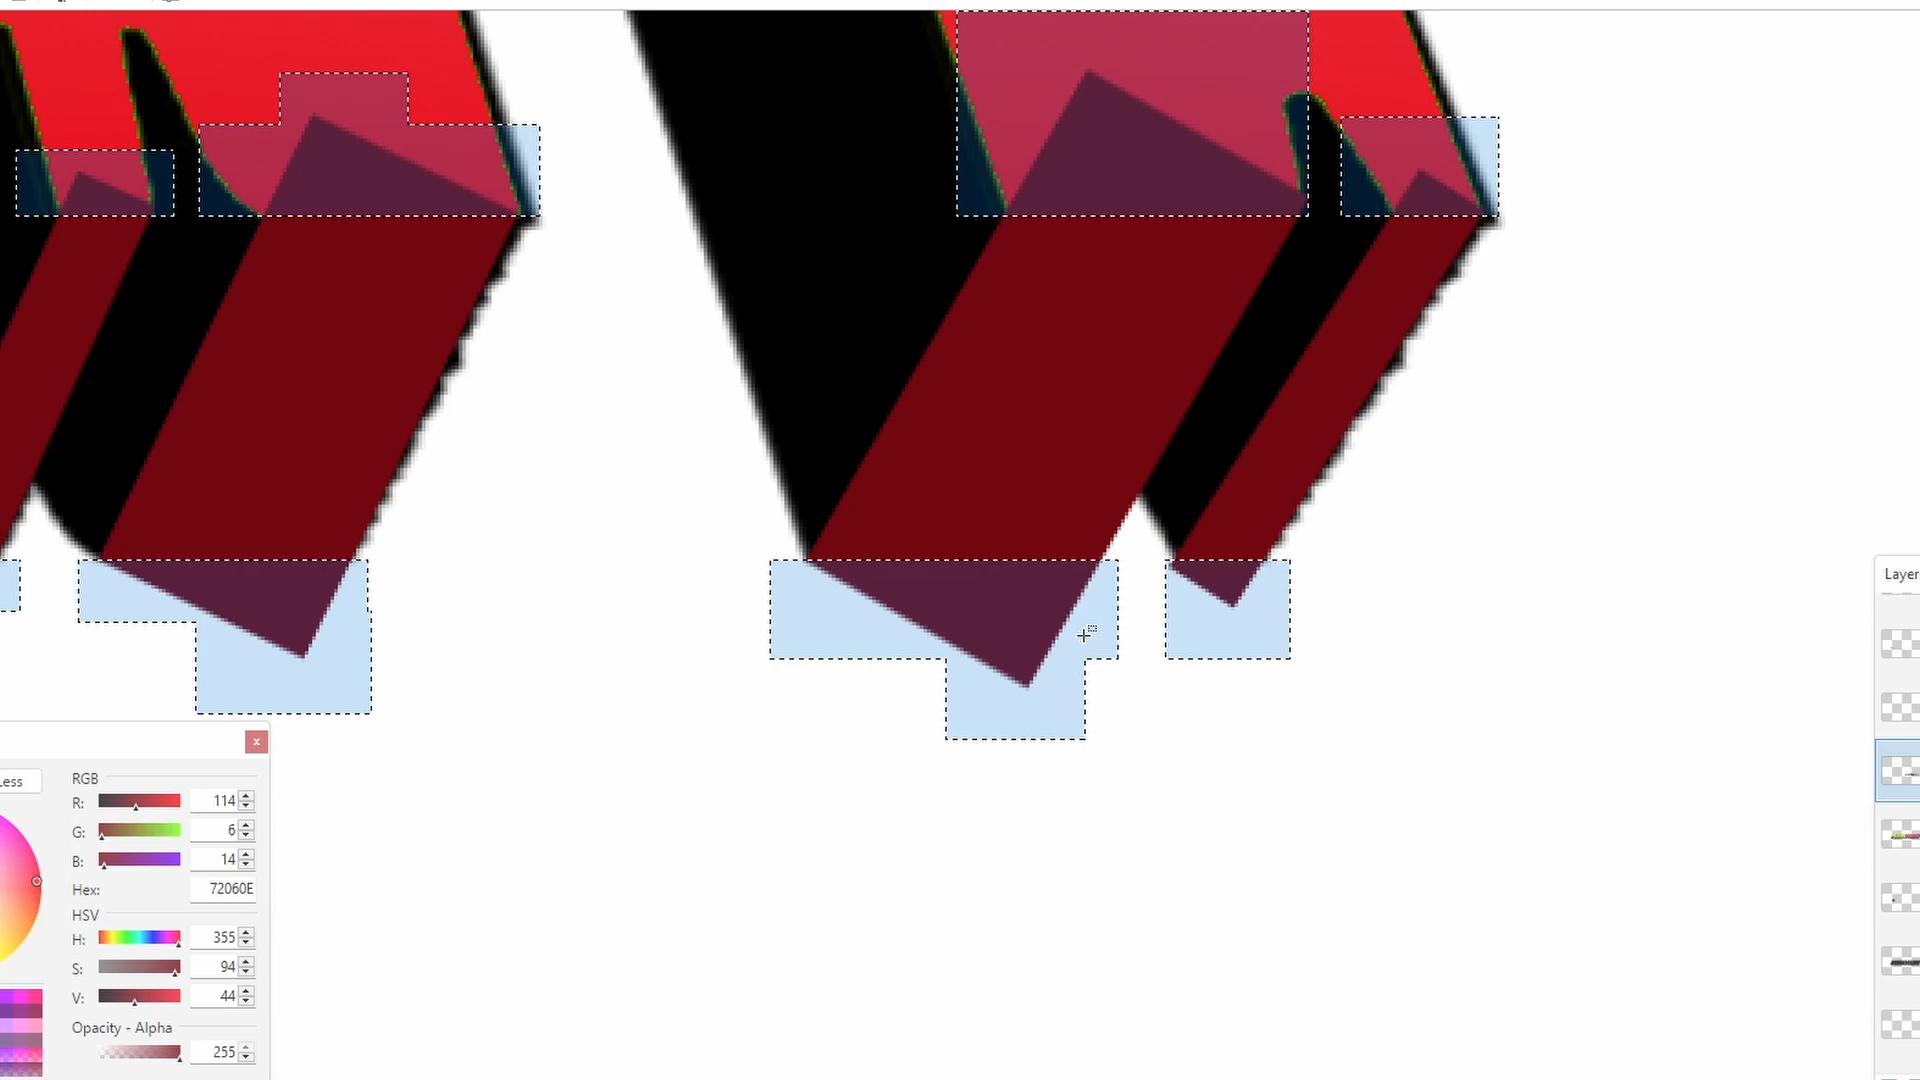 Layer
x
Less
RGB
R: 114
G: 6
B: 14
Hex: 72060E
HSV
H: 355
S: 94
V: 44
Opacity - Alpha
255